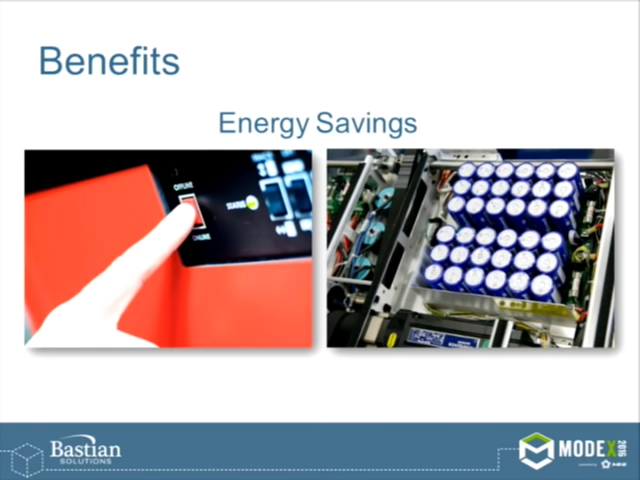 Benefits
Energy Savings
OFFLINE
STATUS
ONLINE
Bastian
SOLUTIONS
MODEX
2016